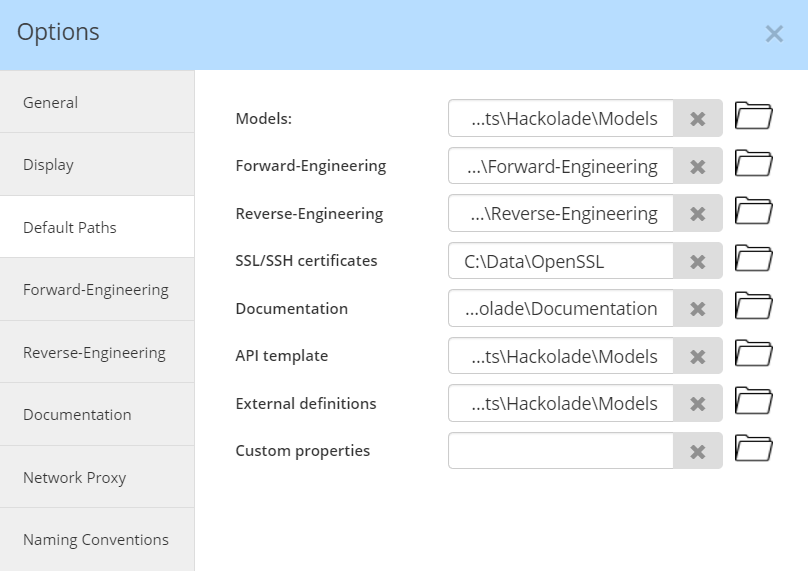 Options
General
Display
Default Paths
Forward-Engineering
Reverse-Engineering
Documentation
Network Proxy
Naming Conventions
Models: ...ts\Hackolade\Models
Forward-Engineering ...\Forward-Engineering
Reverse-Engineering ...\Reverse-Engineering
SSL/SSH certificates C:\Data\OpenSSL
Documentation ...olade\Documentation
API template ...ts\Hackolade\Models
External definitions ...ts\Hackolade\Models
Custom properties